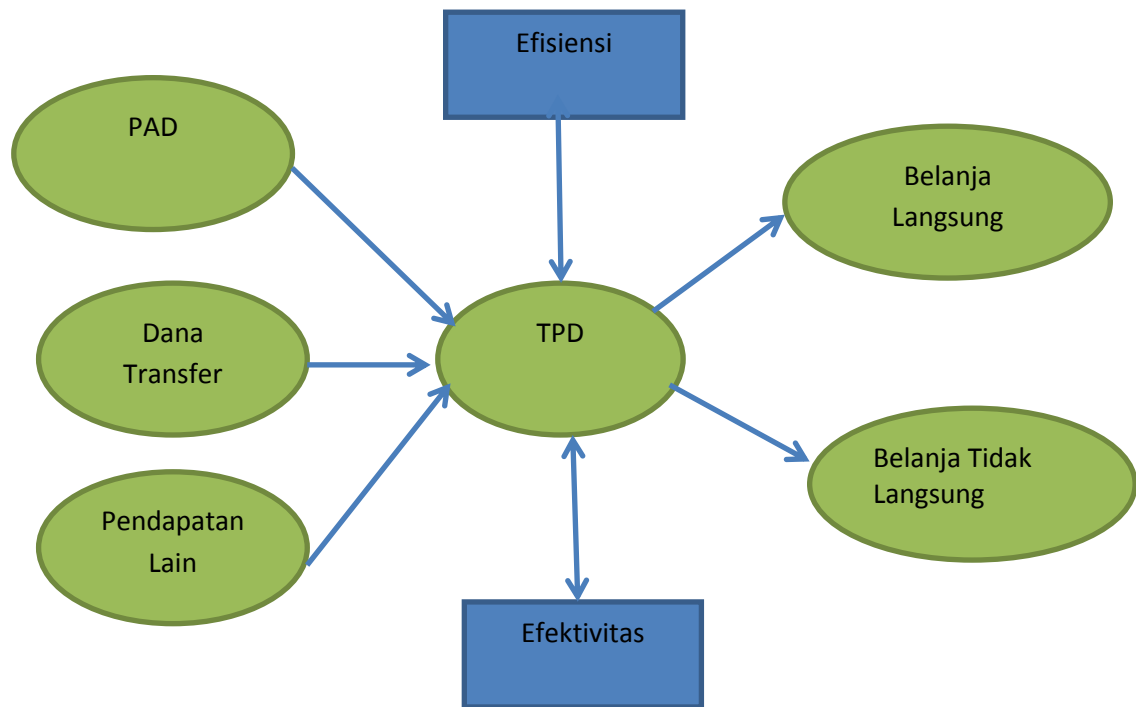 Efisiensi
PAD
Belanja
Langsung
Dana
Transfer
TPD
Belanja Tidak
Langsung
Pendapatan
Lain
Efektivitas